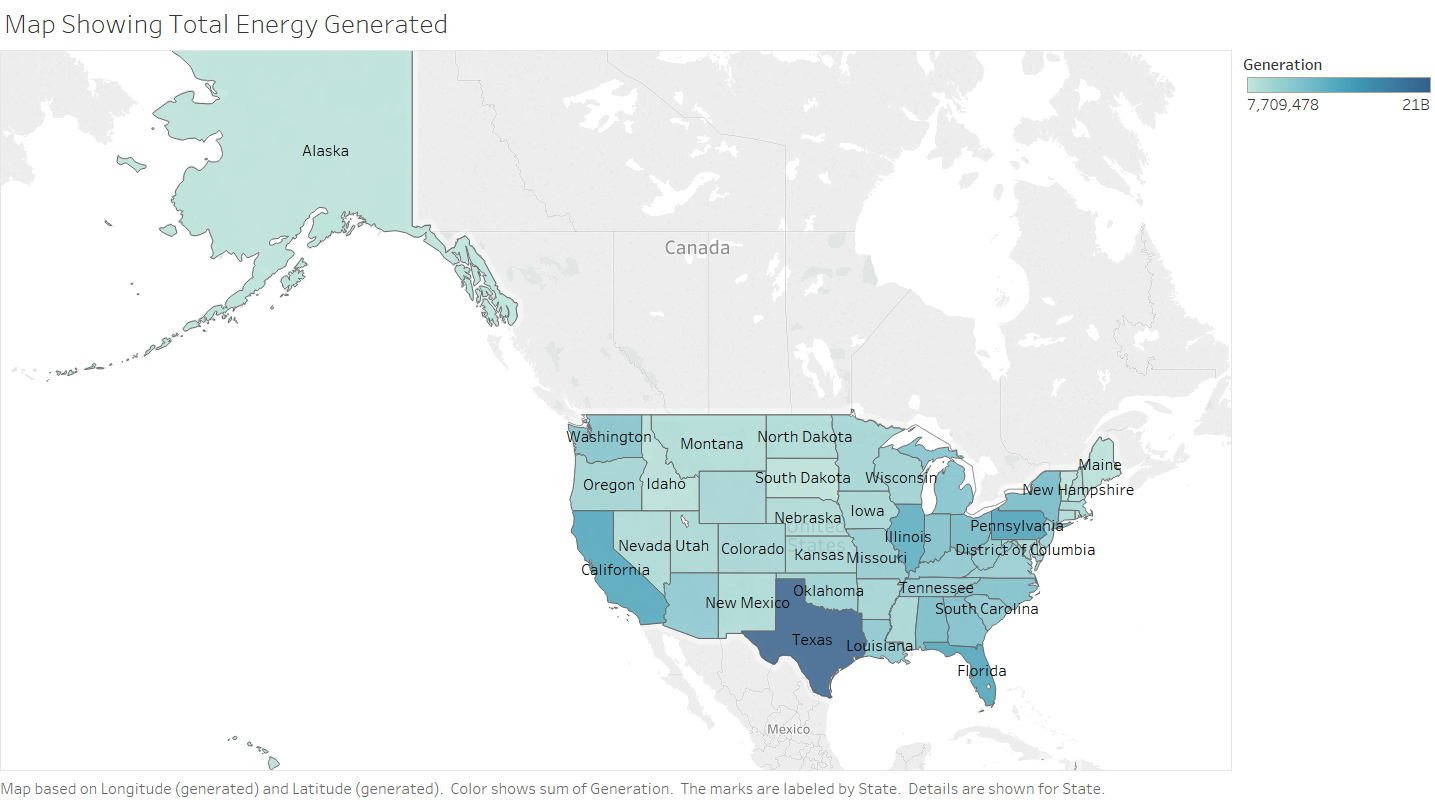 Map Showing Total Energy Generated
Generation
7,709,478 21B
Alaska
Canada
Washington
Montana
North Dakota
Maine
Oregon
Idaho
South Dakota
Wisconsin
New Hampshire
Nebraska
Iowa
United
States
Pennsylvania
Illinois
Nevada
Utah
Colorado
Kansas
Missouri
District of Columbia
California
Oklahoma
Tennessee
New Mexico
South Carolina
Texas
Louisiana
Florida
Mexico
Map based on Longitude (generated) and Latitude (generated).  Color shows sum of Generation.  The marks are labeled by State.  Details are shown for State.